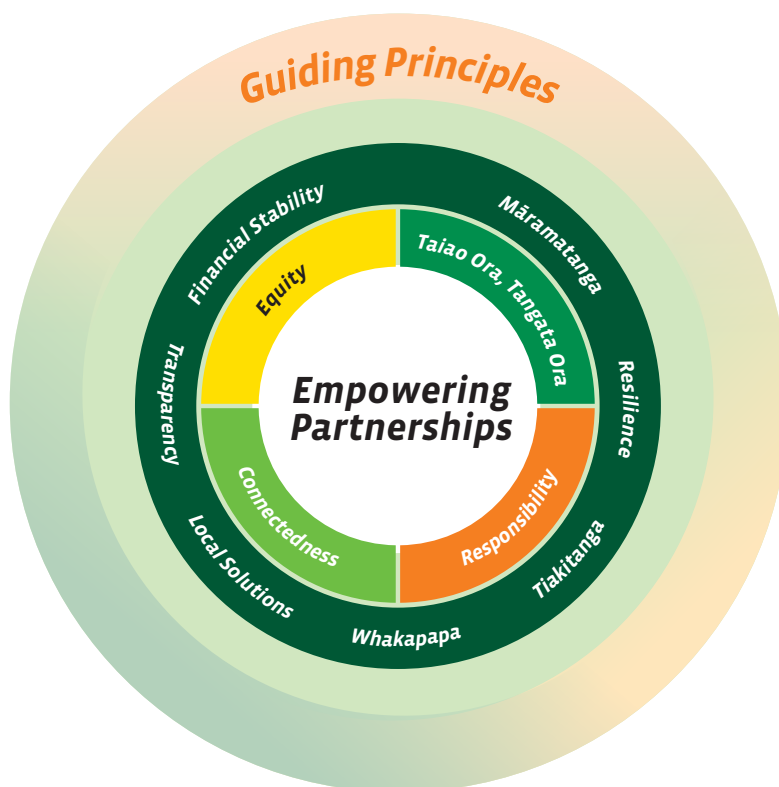 Guiding Principles
Financial Stability
Māramatanga
Resilience
Tiakitanga
Whakapapa
Local Solutions
Transparency
Equity
Taiao Ora, Tangata Ora
Responsibility
Connectedness
Empowering
Partnerships